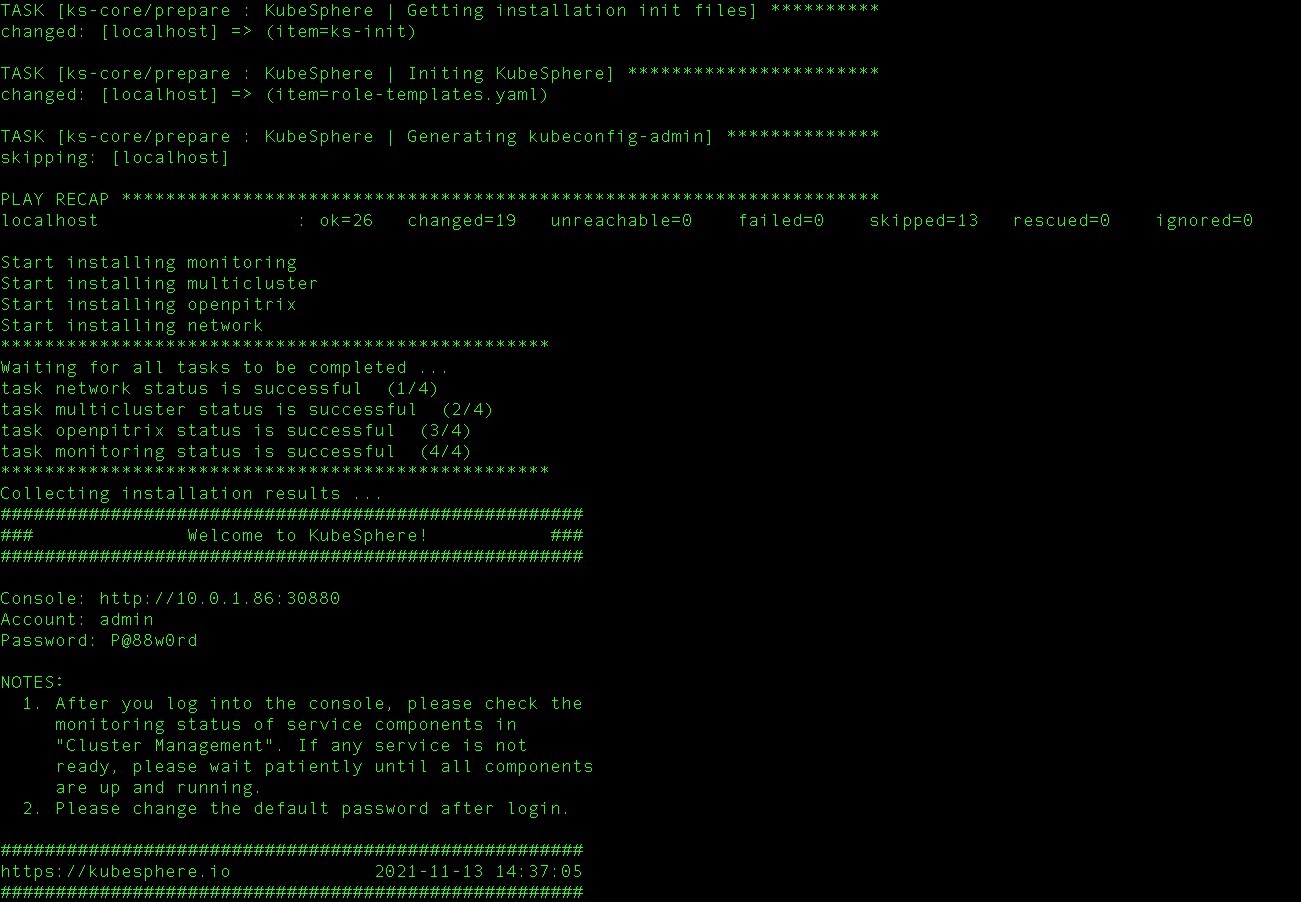 TASK [ks-core/prepare : KubeSphere | Getting installation init files] **********
changed: [localhost] => (item=ks-init)
TASK [ks-core/prepare : KubeSphere | Initing KubeSphere] ***********************
changed: [localhost] => (item=role-templates.yaml)
TASK [ks-core/prepare : KubeSphere | Generating kubeconfig-admin] **************
skipping: [localhost]
PLAY RECAP *********************************************************************
localhost                  : ok=26   changed=19   unreachable=0    failed=0    skipped=13   rescued=0    ignored=0
Start installing monitoring
Start installing multicluster
Start installing openpitrix
Start installing network
**************************************************
Waiting for all tasks to be completed ...
task network status is successful  (1/4)
task multicluster status is successful  (2/4)
task openpitrix status is successful  (3/4)
task monitoring status is successful  (4/4)
**************************************************
Collecting installation results ...
#####################################################
###              Welcome to KubeSphere!           ###
#####################################################
Console: http://10.0.1.86:30880
Account: admin
Password: P@88w0rd
NOTES:
  1. After you log into the console, please check the
     monitoring status of service components in
     "Cluster Management". If any service is not
     ready, please wait patiently until all components
     are up and running.
  2. Please change the default password after login.
#####################################################
https://kubesphere.io             2021-11-13 14:37:05
#####################################################